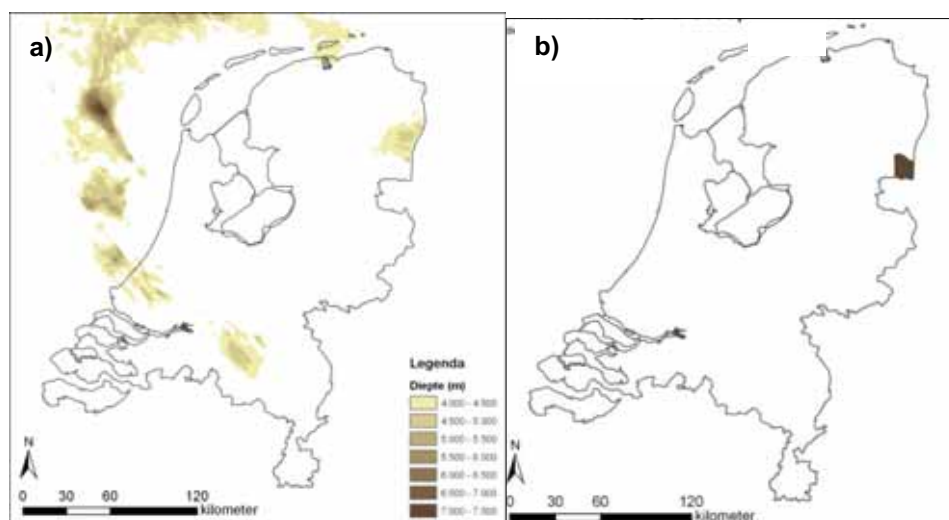 a)
Legenda
Diepte (m)
4 000 - 4 500
4 500 - 5 000
5 000 - 5 500
5 500 - 6 000
6 000 - 6 500
6 500 - 7 000
7 000 - 7 500
N
0 30 60 120
kilometer
b)
N
0 30 60 120
kilometer